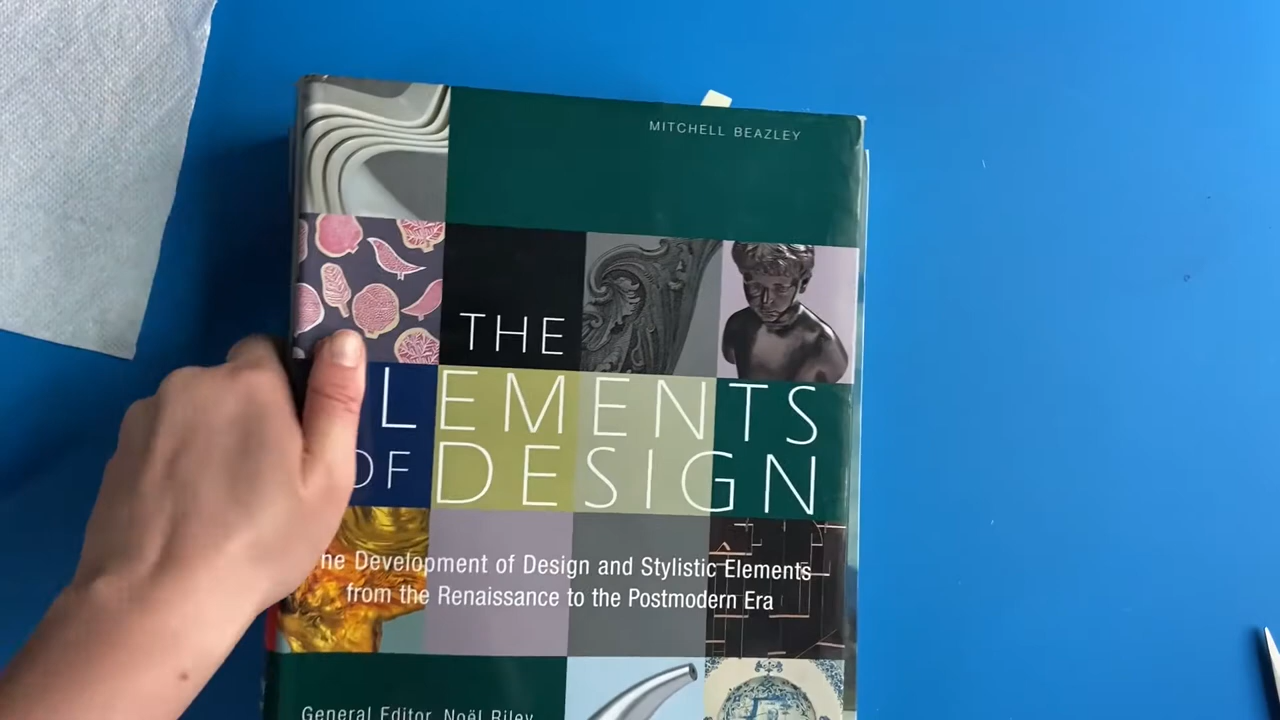 MITCHELL BEAZLEY
THE
LEMENTS
OF DESIGN
he Development of Design and Stylistic Elements
from the Renaissance to the Postmodern Era
General Editor Noël Riley